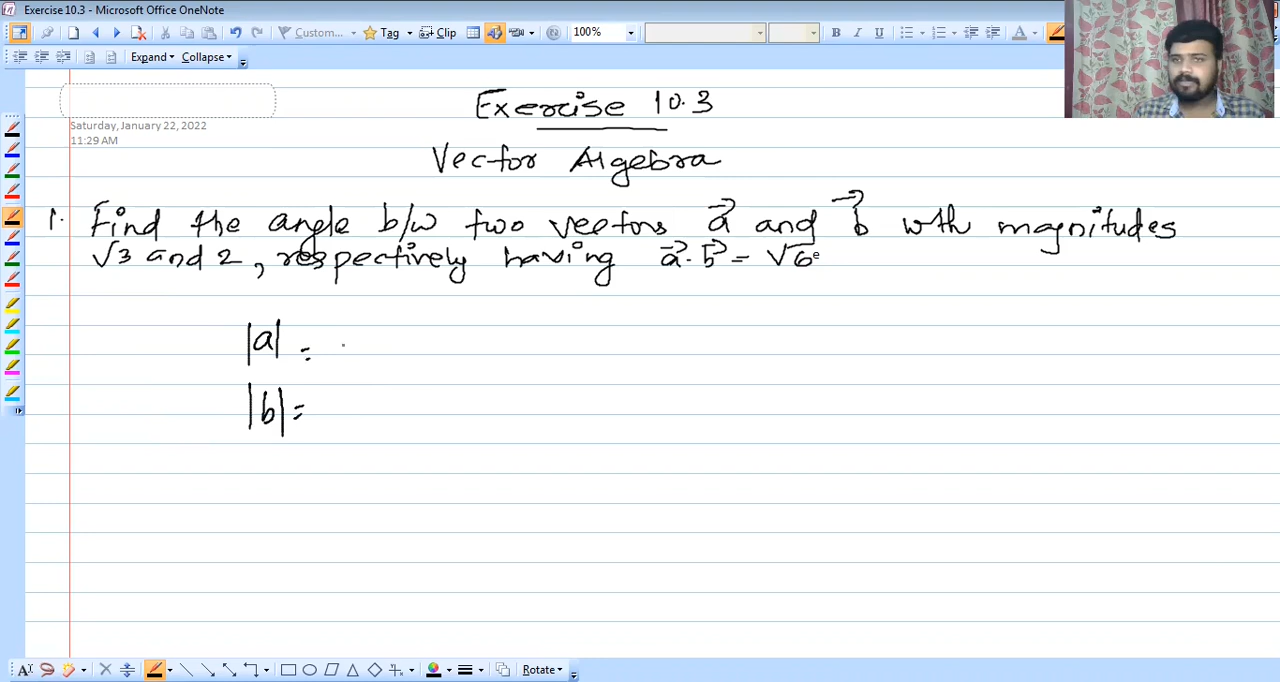 Exercise 10.3 - Microsoft Office OneNote
Custom... Tag Clip 100% B I U A
Expand Collapse
Exercise 10.3
Saturday, January 22, 2022
11:29 AM
Vector Algebra
1. Find the angle b/w two vectors a⃗ and b⃗ wth magnitudes
√3 and 2, respectively having a⃗ . b⃗ = √6
|a| =
|b| =
A Rotate